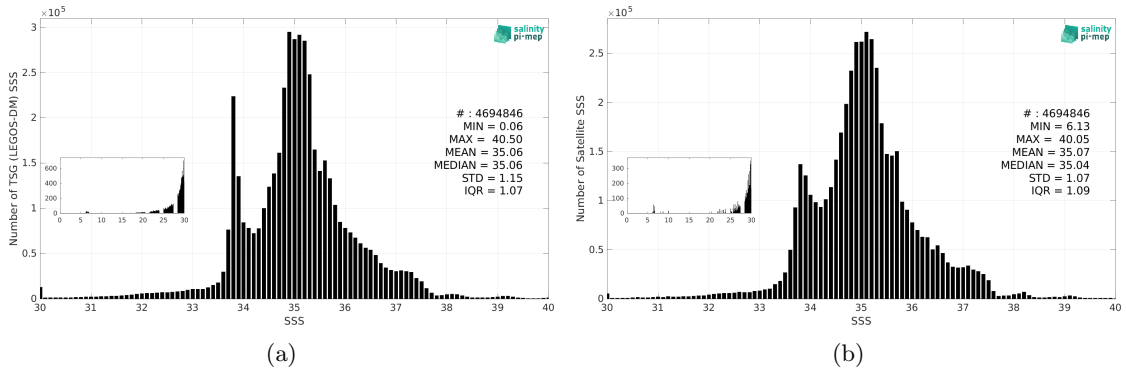 ×10⁵
3
2.5
2
1.5
1
0.5
0
Number of TSG (LEGOS-DM) SSS
salinity
pi-mep
# : 4694846
MIN = 0.06
MAX = 40.50
MEAN = 35.06
MEDIAN = 35.06
STD = 1.15
IQR = 1.07
600
400
200
0
0 5 10 15 20 25 30
30 31 32 33 34 35 36 37 38 39 40
SSS
(a)
×10⁵
2.5
2
1.5
1
0.5
0
Number of Satellite SSS
salinity
pi-mep
# : 4694846
MIN = 6.13
MAX = 40.05
MEAN = 35.07
MEDIAN = 35.04
STD = 1.07
IQR = 1.09
300
200
100
0
0 5 10 15 20 25 30
30 31 32 33 34 35 36 37 38 39 40
SSS
(b)